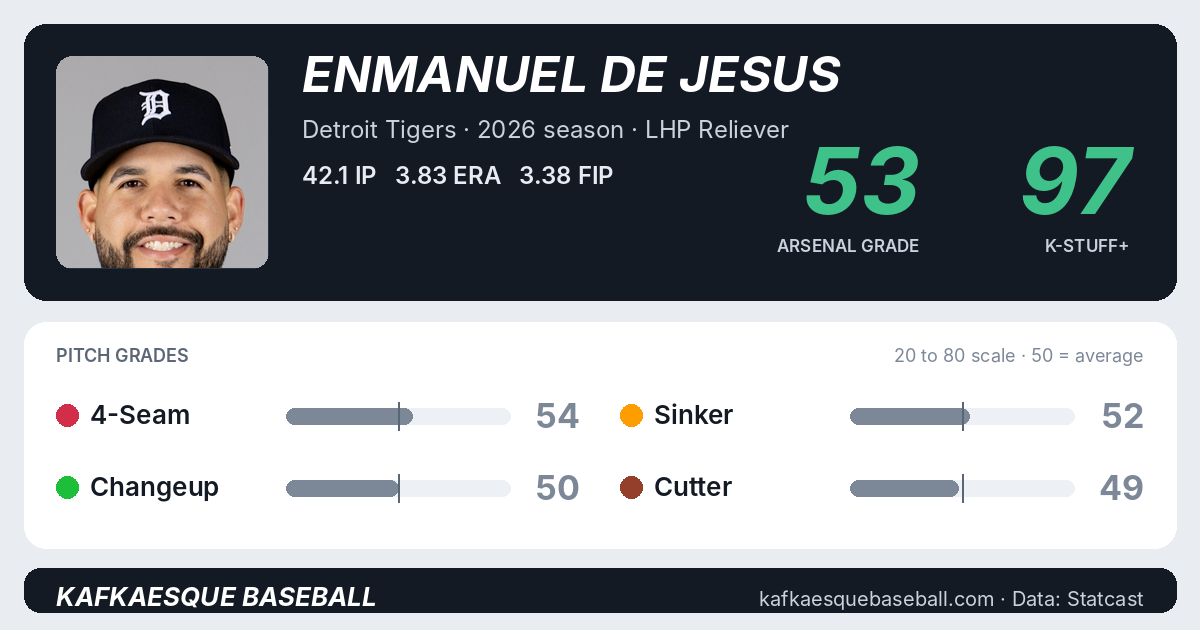 ENMANUEL DE JESUS
Detroit Tigers · 2026 season · LHP Reliever
42.1 IP 3.83 ERA 3.38 FIP
53 97
ARSENAL GRADE K-STUFF+
PITCH GRADES 20 to 80 scale · 50 = average
4-Seam 54 Sinker 52
Changeup 50 Cutter 49
KAFKAESQUE BASEBALL kafkaesquebaseball.com · Data: Statcast